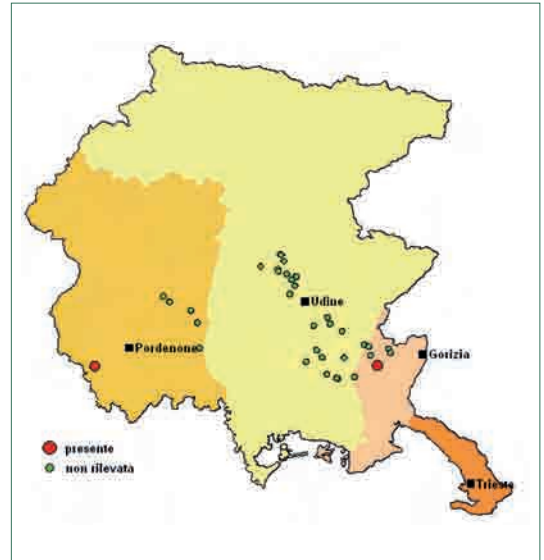 Udine
Pordenone
Gorizia
presente
non rilevata
Trieste